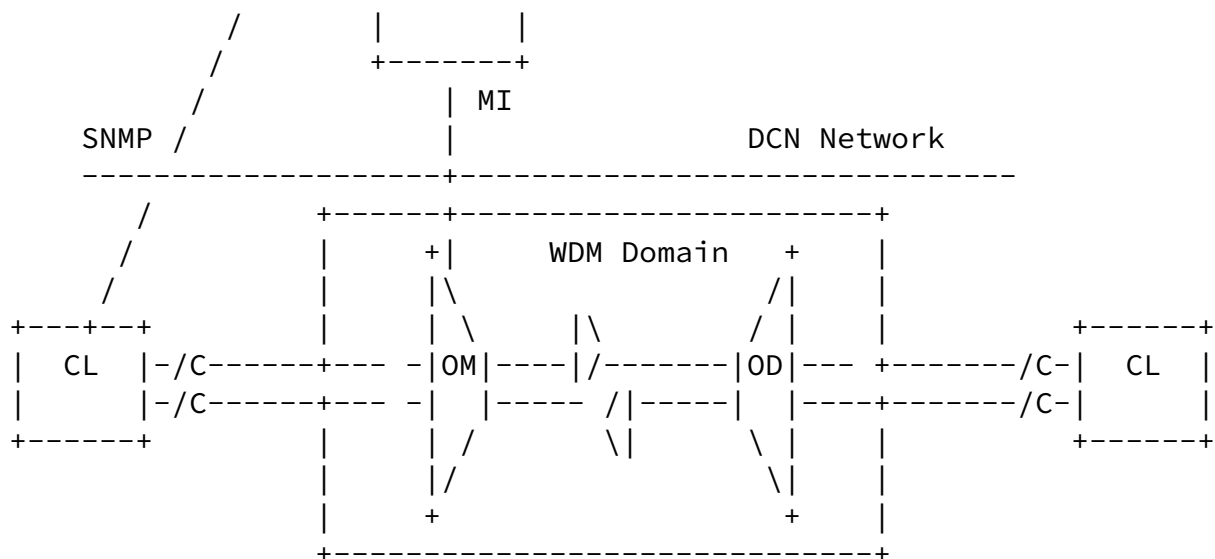 MI
SNMP DCN Network
WDM Domain
CL /C OM OD /C CL
/C /C